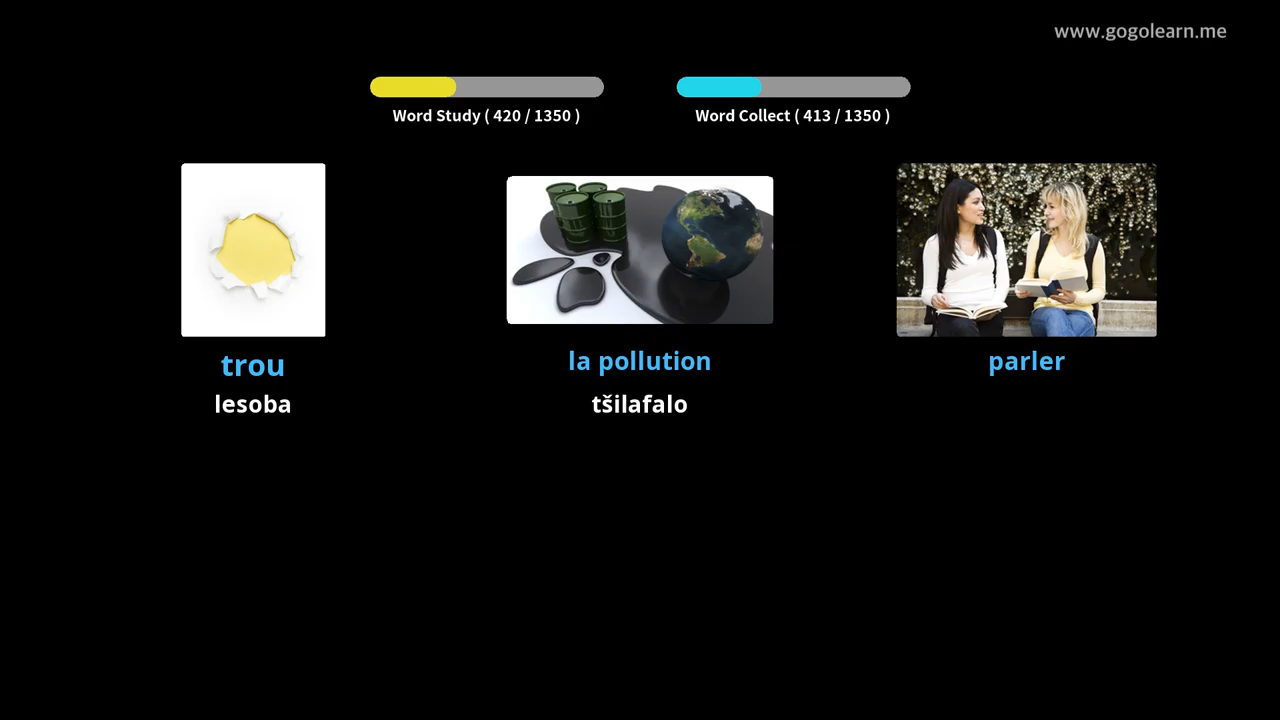 www.gogolearn.me
Word Study ( 420 / 1350 )
Word Collect ( 413 / 1350 )
trou
la pollution
parler
lesoba
tšilafalo